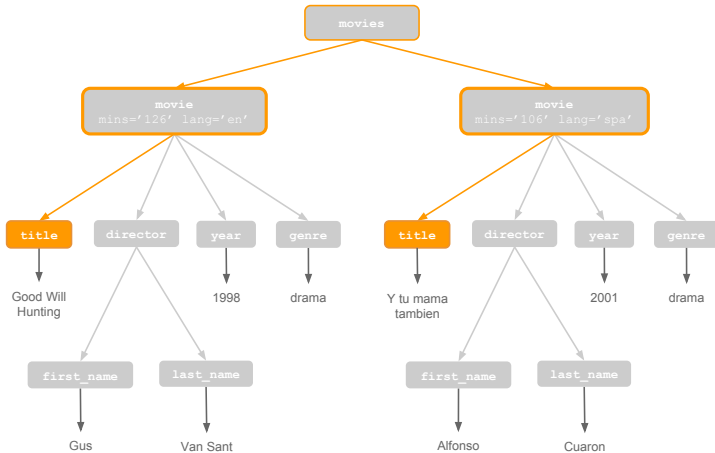 movies
movie
mins='126' lang='en'
movie
mins='106' lang='spa'
title
director
year
genre
title
director
year
genre
Good Will
Hunting
1998
drama
Y tu mama
tambien
2001
drama
first_name
last_name
first_name
last_name
Gus
Van Sant
Alfonso
Cuaron